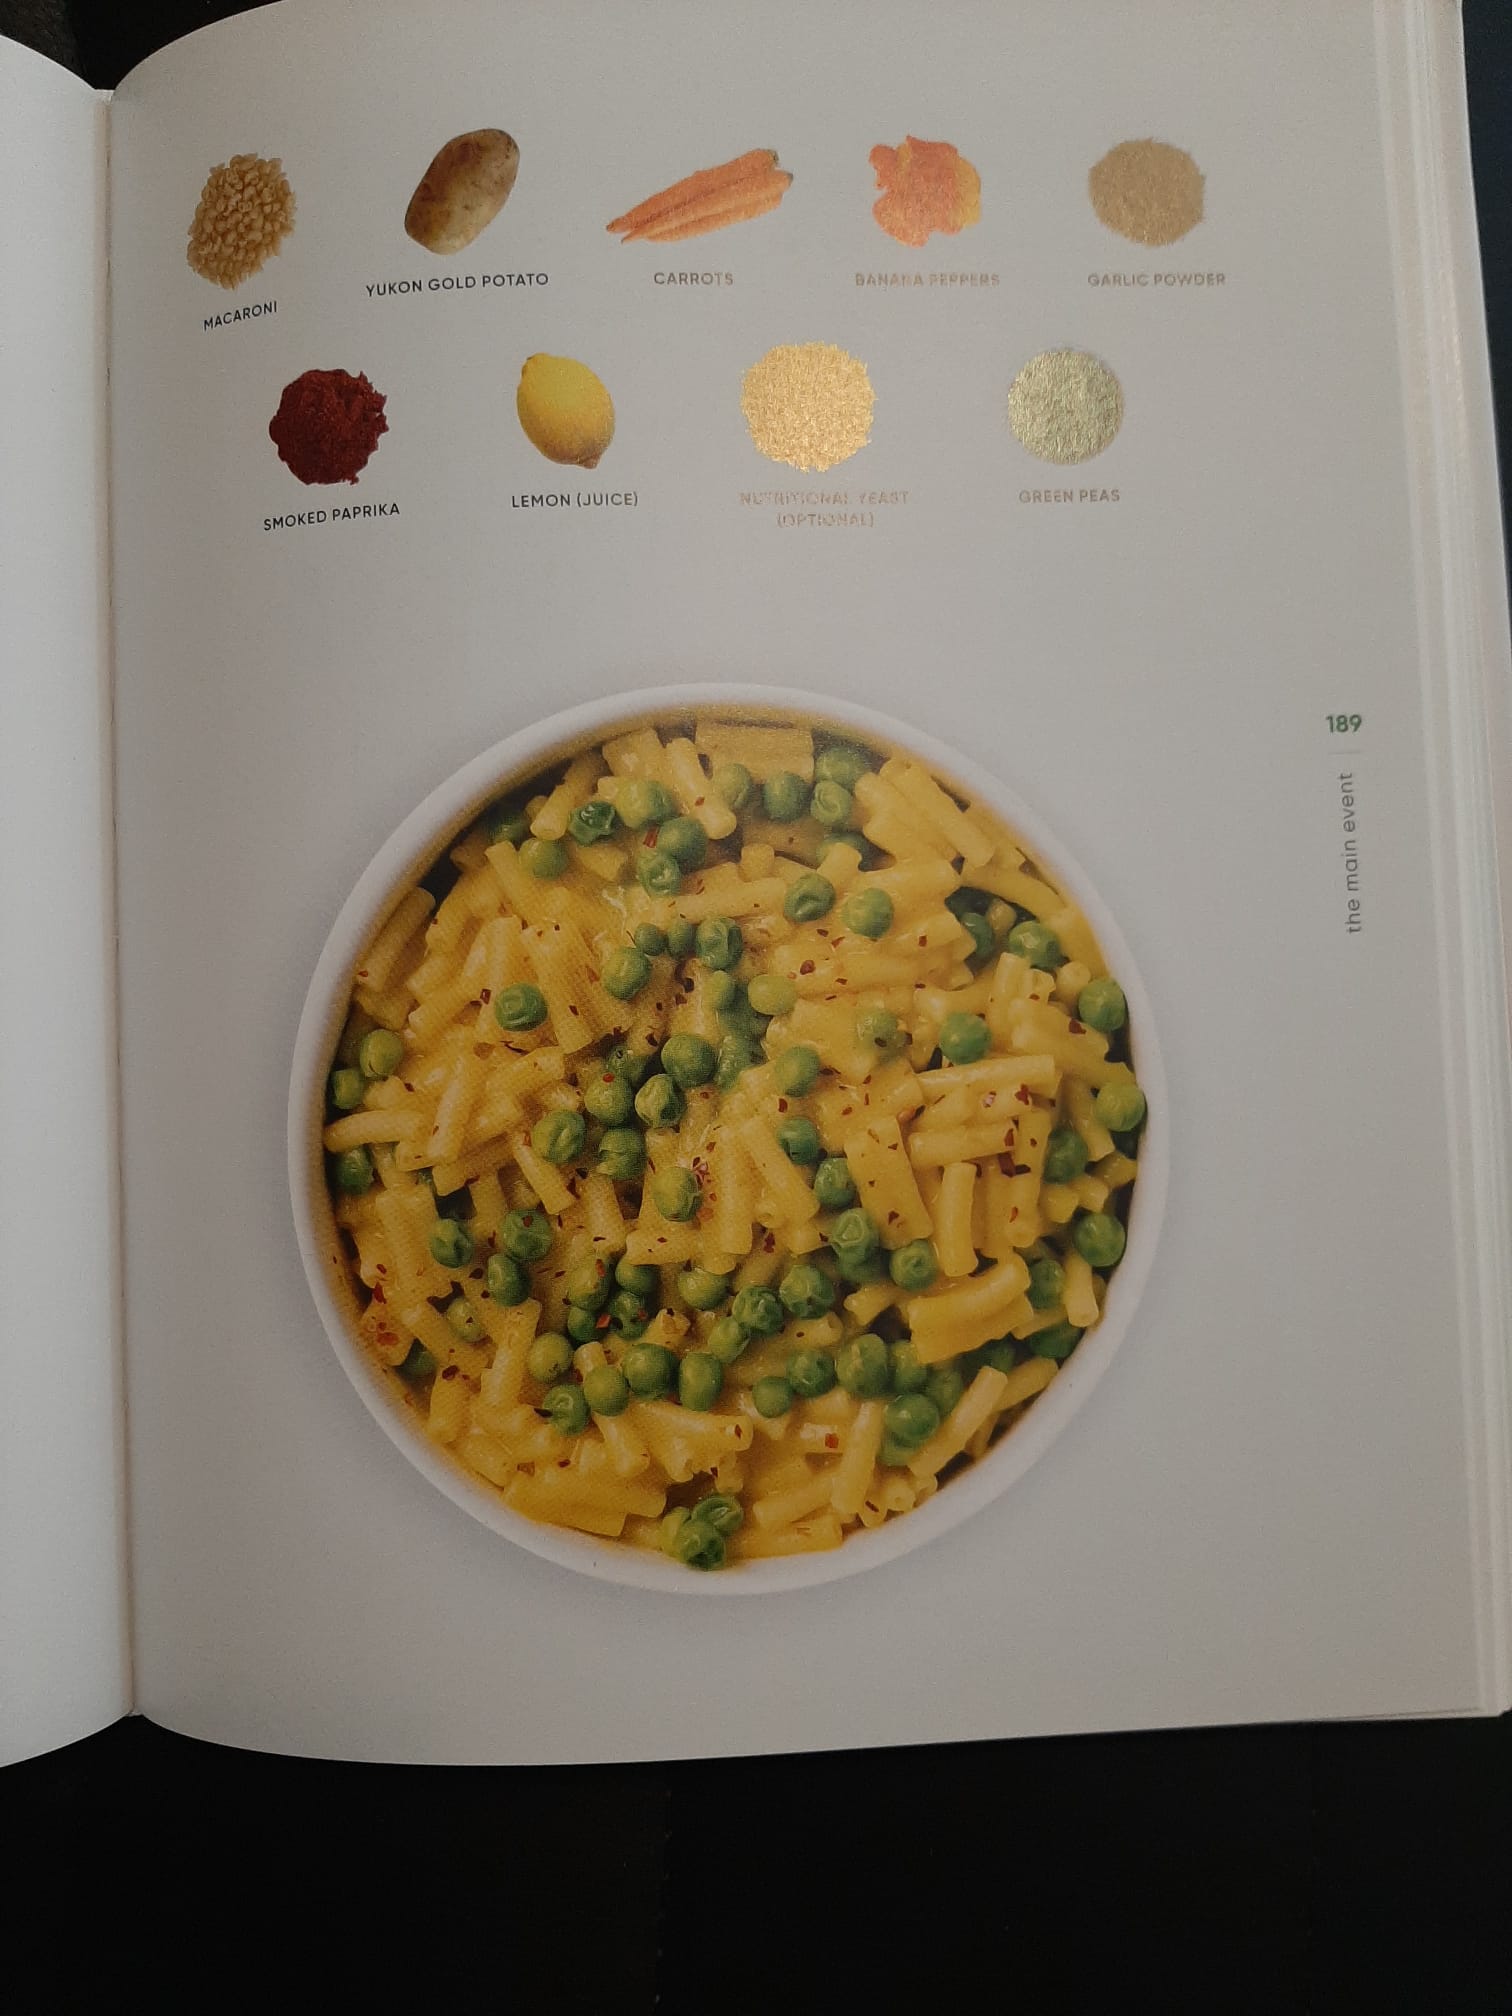 MACARONI
YUKON GOLD POTATO
CARROTS
BANANA PEPPERS
GARLIC POWDER
SMOKED PAPRIKA
LEMON (JUICE)
NUTRITIONAL YEAST
(OPTIONAL)
GREEN PEAS
189
the main event